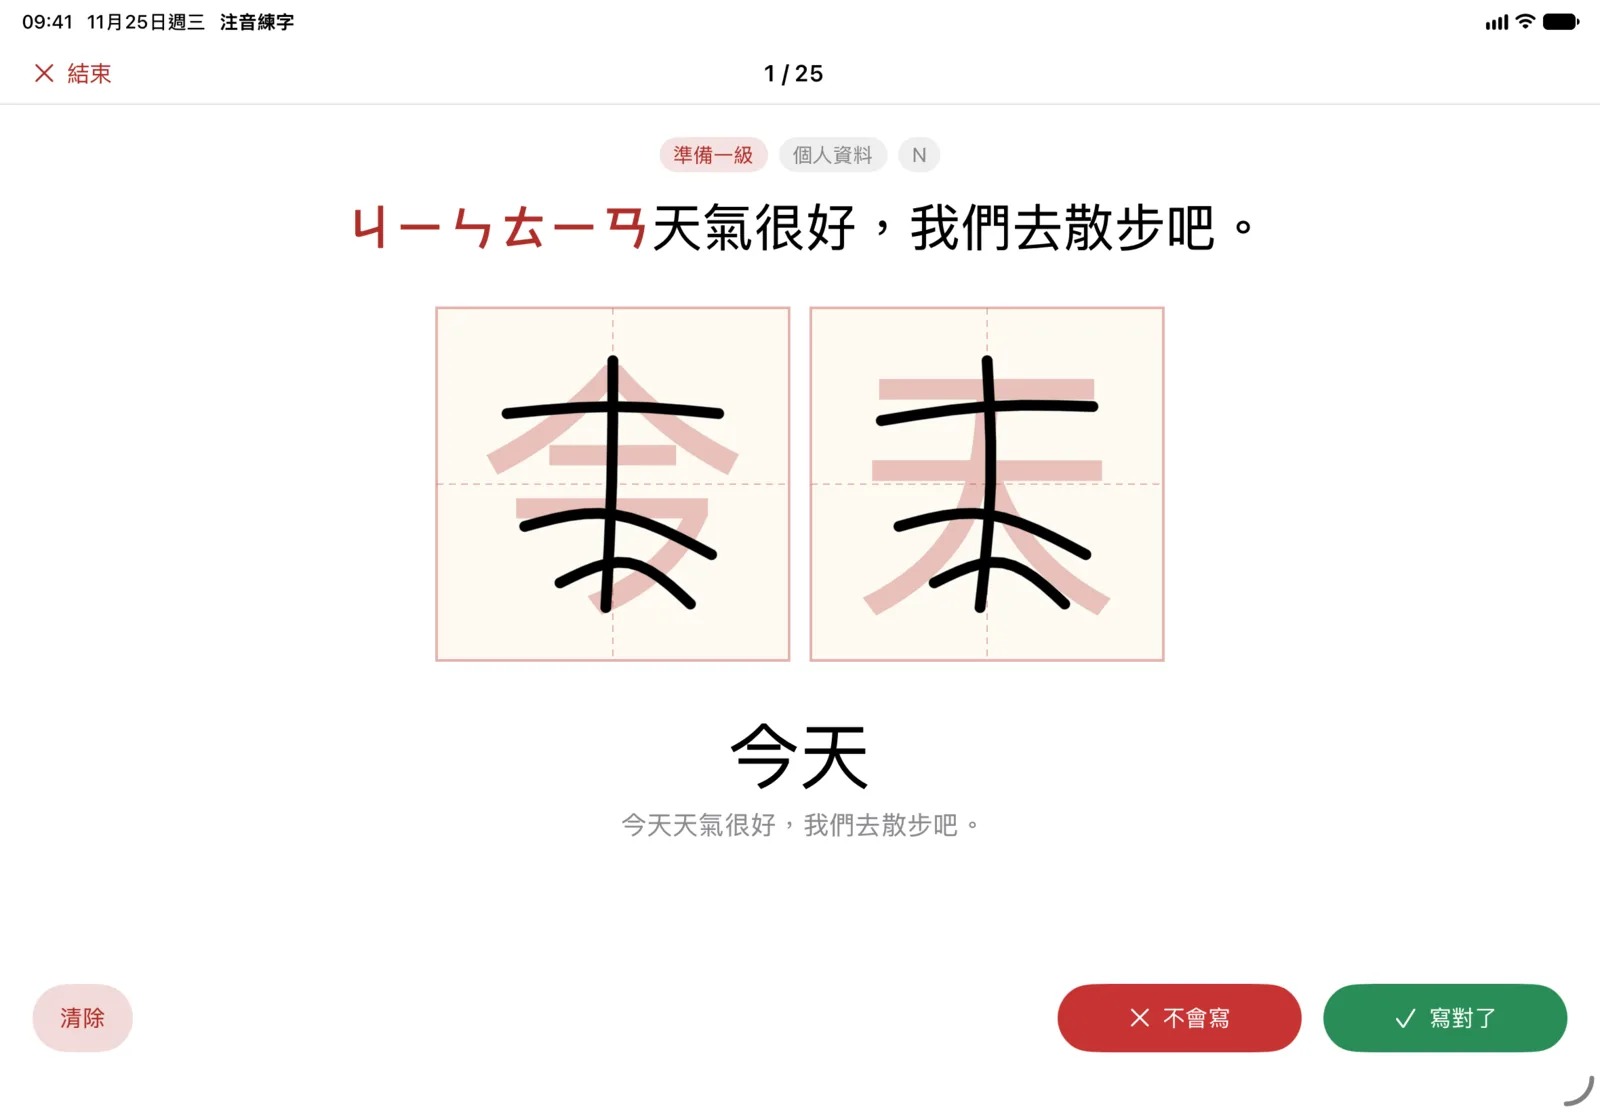 09:41 11月25日週三 注音練字
結束
1 / 25
準備一級 個人資料 N
ㄐㄧㄣㄊㄧㄢ天氣很好，我們去散步吧。
今 天
今天
今天天氣很好，我們去散步吧。
清除 不會寫 寫對了